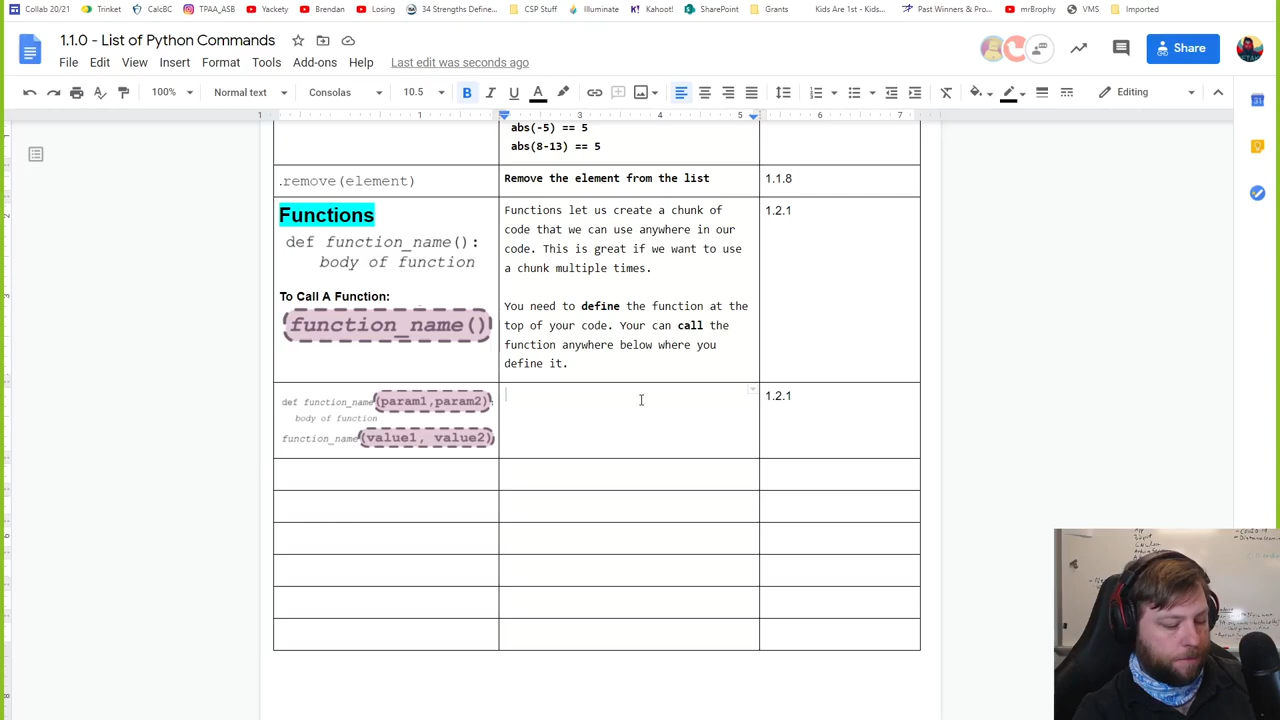 Collab 20/21 Trinket CalcBC TPAA_ASB Yackety Brendan Losing 34 Strengths Define... CSP Stuff Illuminate Kahoot! SharePoint Grants Kids Are 1st - Kids... Past Winners & Pro... mrBrophy VMS Imported
1.1.0 - List of Python Commands
File Edit View Insert Format Tools Add-ons Help Last edit was seconds ago
Share
100% Normal text Consolas 10.5 B I U A Editing
1 1 3 4 5 6 7
abs(-5) == 5
abs(8-13) == 5
.remove(element)
Remove the element from the list
1.1.8
Functions
def function_name():
body of function
To Call A Function:
function_name()
Functions let us create a chunk of
code that we can use anywhere in our
code. This is great if we want to use
a chunk multiple times.
You need to define the function at the
top of your code. Your can call the
function anywhere below where you
define it.
1.2.1
def function_name(param1,param2):
body of function
function_name(value1, value2)
1.2.1